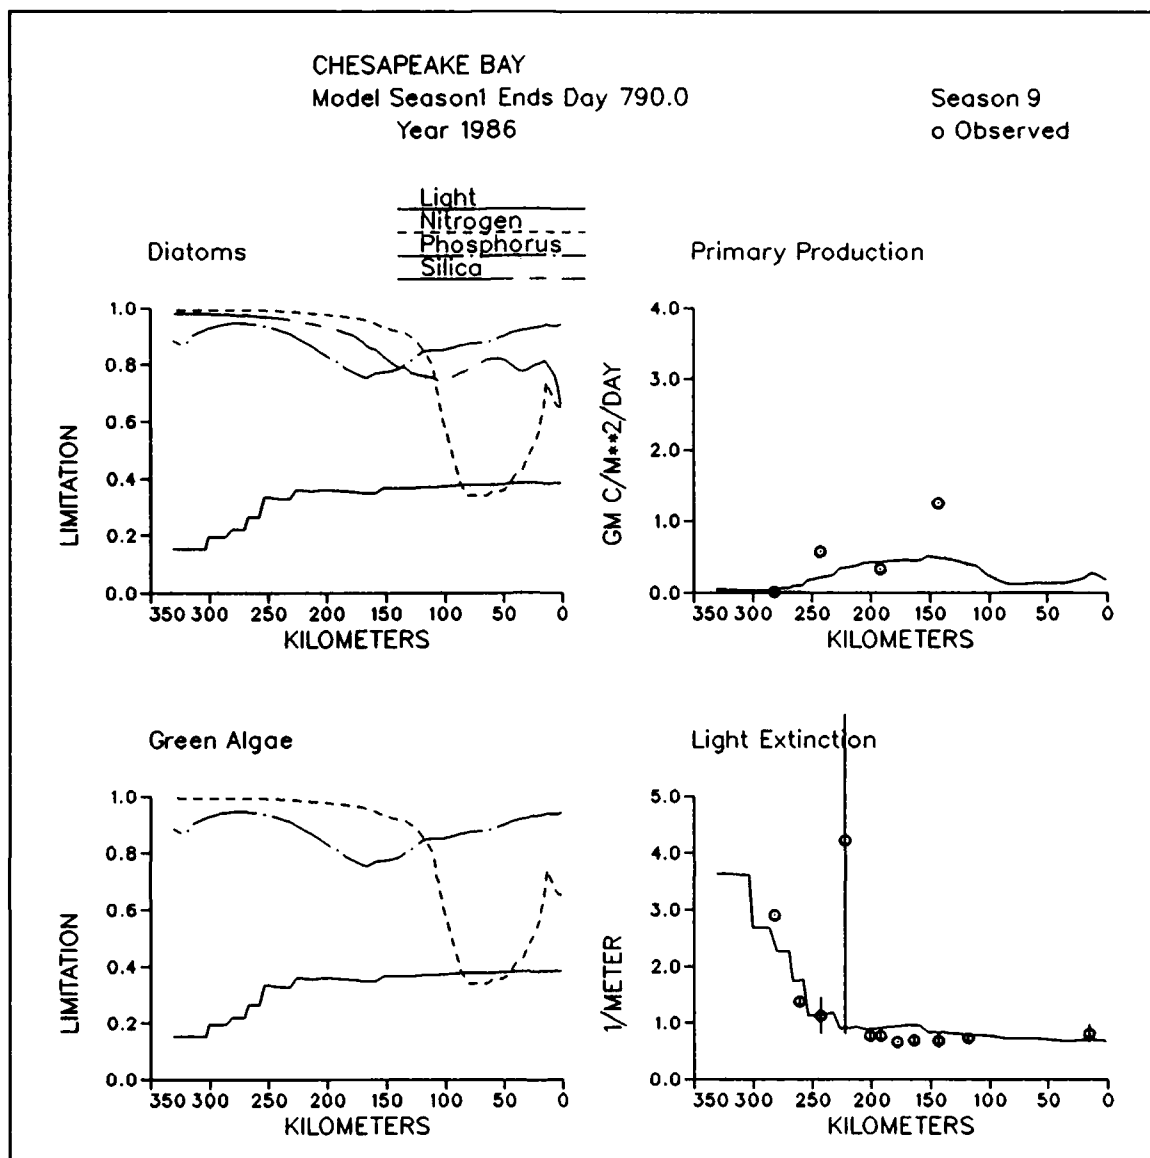 CHESAPEAKE BAY
Model Season1 Ends Day 790.0
Season 9
Year 1986
o Observed
Light
Nitrogen
Phosphorus
Silica
Diatoms
LIMITATION
1.0
0.8
0.6
0.4
0.2
0.0
350 300 250 200 150 100 50 0
KILOMETERS
Primary Production
GM C/M**2/DAY
4.0
3.0
2.0
1.0
0.0
350 300 250 200 150 100 50 0
KILOMETERS
Green Algae
LIMITATION
1.0
0.8
0.6
0.4
0.2
0.0
350 300 250 200 150 100 50 0
KILOMETERS
Light Extinction
1/METER
5.0
4.0
3.0
2.0
1.0
0.0
350 300 250 200 150 100 50 0
KILOMETERS